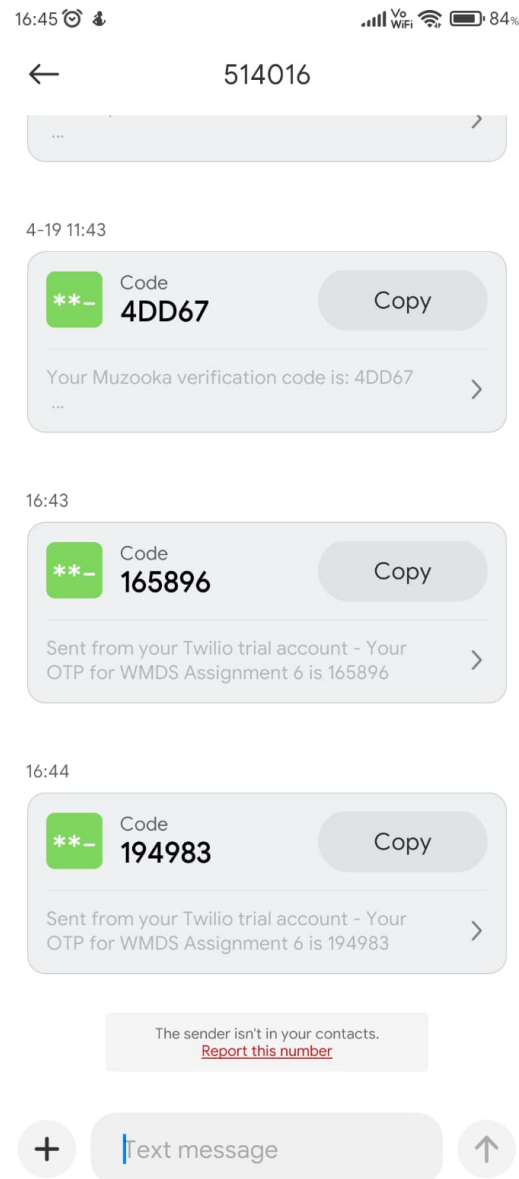 16:45 Vo WiFi 84%
514016
...
4-19 11:43
Code
**_ 4DD67 Copy
Your Muzooka verification code is: 4DD67
...
16:43
Code
**_ 165896 Copy
Sent from your Twilio trial account - Your
OTP for WMDS Assignment 6 is 165896
16:44
Code
**_ 194983 Copy
Sent from your Twilio trial account - Your
OTP for WMDS Assignment 6 is 194983
The sender isn't in your contacts.
Report this number
Text message